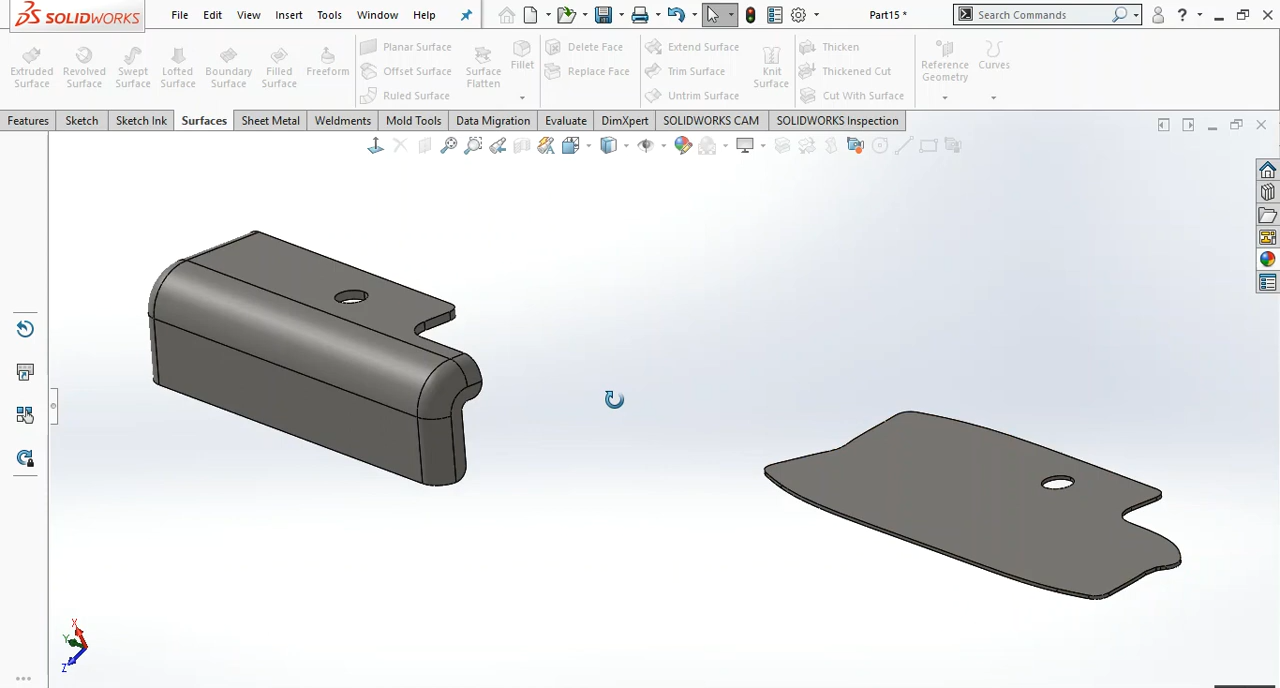 SOLIDWORKS File Edit View Insert Tools Window Help Part15 * Search Commands ?
Extruded Surface Revolved Surface Swept Surface Lofted Surface Boundary Surface Filled Surface Freeform
Planar Surface Offset Surface Ruled Surface
Surface Flatten Fillet
Delete Face Replace Face
Extend Surface Trim Surface Untrim Surface
Knit Surface
Thicken Thickened Cut Cut With Surface
Reference Geometry Curves
Features Sketch Sketch Ink Surfaces Sheet Metal Weldments Mold Tools Data Migration Evaluate DimXpert SOLIDWORKS CAM SOLIDWORKS Inspection
X
Y
Z